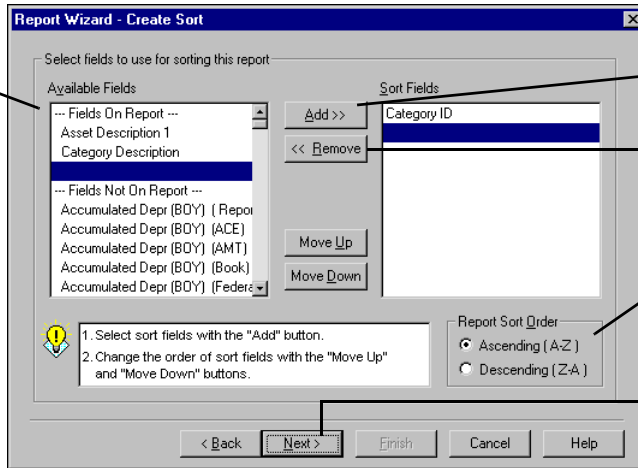 Report Wizard - Create Sort
Select fields to use for sorting this report
Available Fields
--- Fields On Report ---
Asset Description 1
Category Description
--- Fields Not On Report ---
Accumulated Depr (BOY) ( Repor
Accumulated Depr (BOY) (ACE)
Accumulated Depr (BOY) (AMT)
Accumulated Depr (BOY) (Book)
Accumulated Depr (BOY) (Federa
Add >>
<< Remove
Move Up
Move Down
Sort Fields
Category ID
1. Select sort fields with the "Add" button.
2. Change the order of sort fields with the "Move Up"
and "Move Down" buttons.
Report Sort Order
Ascending ( A-Z )
Descending ( Z-A )
< Back
Next >
Finish
Cancel
Help